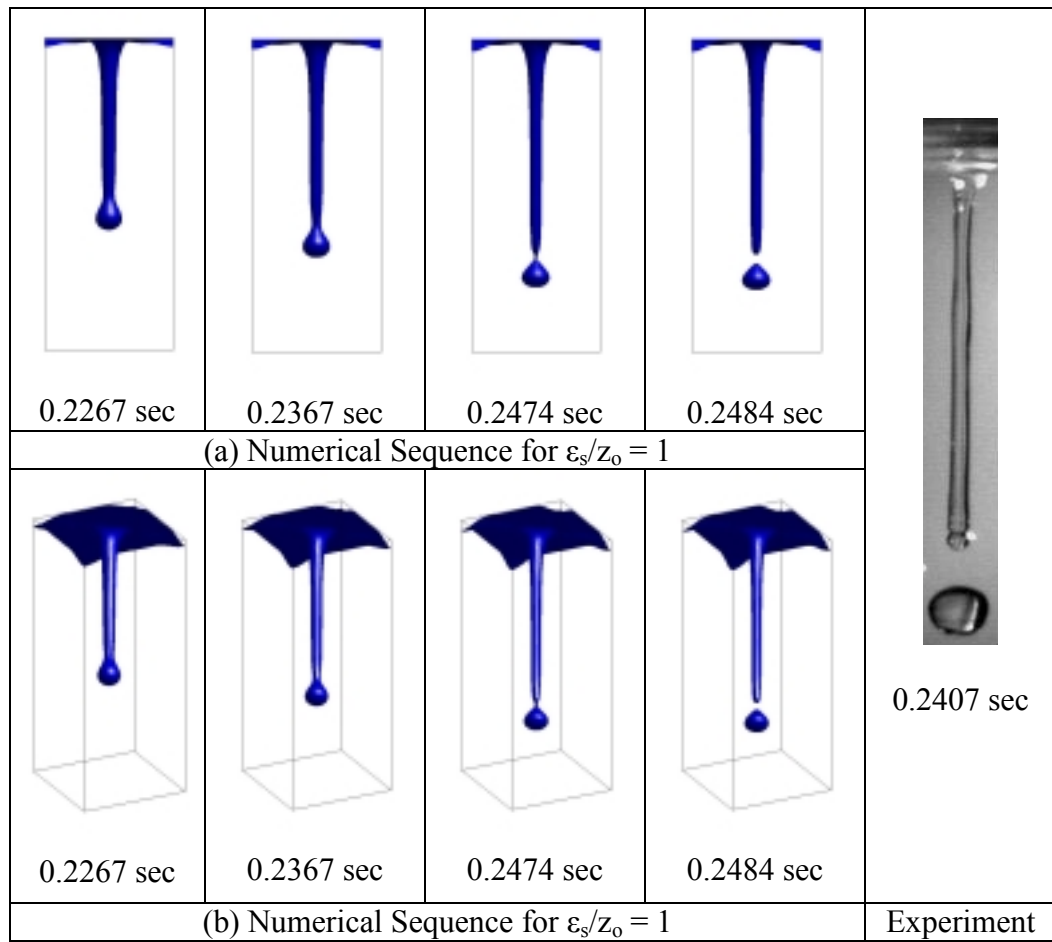 0.2267 sec 0.2367 sec 0.2474 sec 0.2484 sec
(a) Numerical Sequence for εₛ/zₒ = 1
0.2407 sec
0.2267 sec 0.2367 sec 0.2474 sec 0.2484 sec
(b) Numerical Sequence for εₛ/zₒ = 1 Experiment